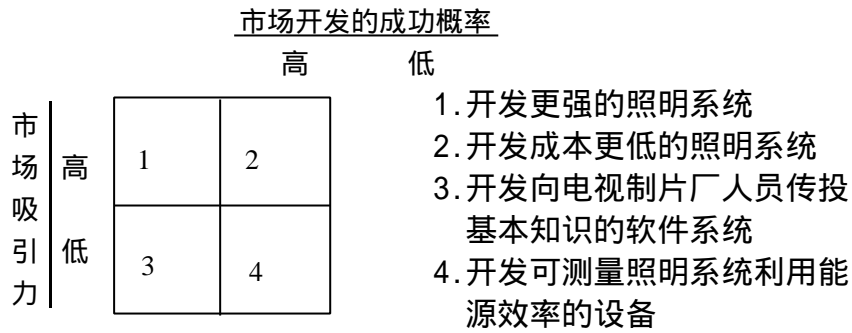 市场开发的成功概率
高 低
市场吸引力
高
低
1 2
3 4
1.开发更强的照明系统
2.开发成本更低的照明系统
3.开发向电视制片厂人员传投
基本知识的软件系统
4.开发可测量照明系统利用能
源效率的设备